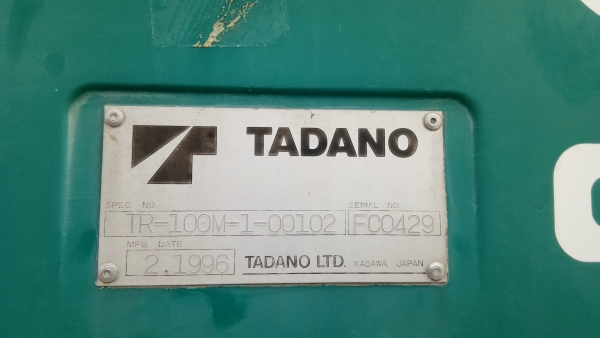 TADANO
SPEC. NO. SERIAL NO.
TR-100M-1-00102 FC0429
MFG. DATE
2.1996 TADANO LTD. KAGAWA, JAPAN